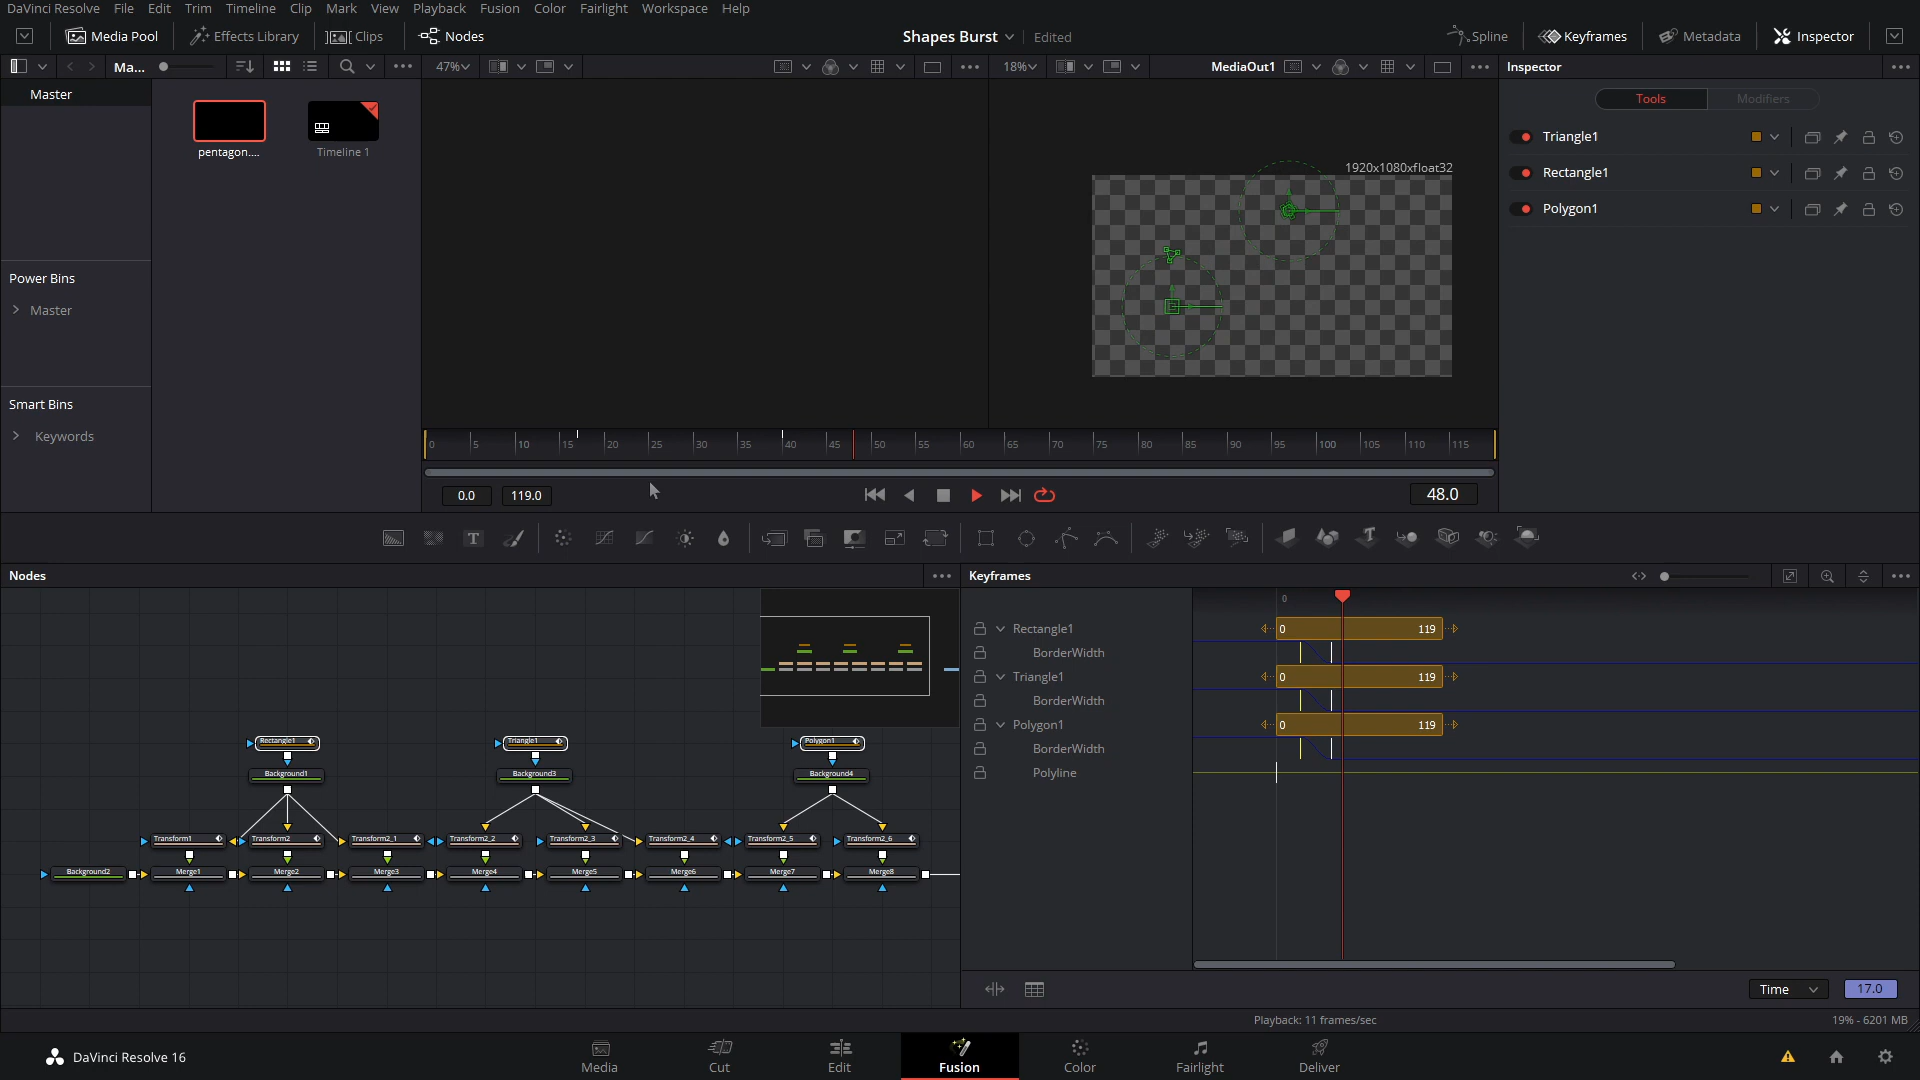 DaVinci Resolve File Edit Trim Timeline Clip Mark View Playback Fusion Color Fairlight Workspace Help
Media Pool Effects Library Clips Nodes Shapes Burst Edited Spline Keyframes Metadata Inspector
Ma... 47% 18% MediaOut1 Inspector
Master
Tools Modifiers
pentagon....
Timeline 1
1920x1080xfloat32
Triangle1
Rectangle1
Polygon1
Power Bins
Master
Smart Bins
Keywords
0 5 10 15 20 25 30 35 40 45 50 55 60 65 70 75 80 85 90 95 100 105 110 115
0.0 119.0 48.0
T
Nodes Keyframes
0
Rectangle1 0 119
BorderWidth
Triangle1 0 119
BorderWidth
Polygon1 0 119
BorderWidth
Polyline
Rectangle1 Triangle1 Polygon1
Background1 Background3 Background4
Transform1 Transform2 Transform2_1 Transform2_2 Transform2_3 Transform2_4 Transform2_5 Transform2_6
Background2 Merge1 Merge2 Merge3 Merge4 Merge5 Merge6 Merge7 Merge8
Time 17.0
Playback: 11 frames/sec 19% - 6201 MB
DaVinci Resolve 16 Media Cut Edit Fusion Color Fairlight Deliver